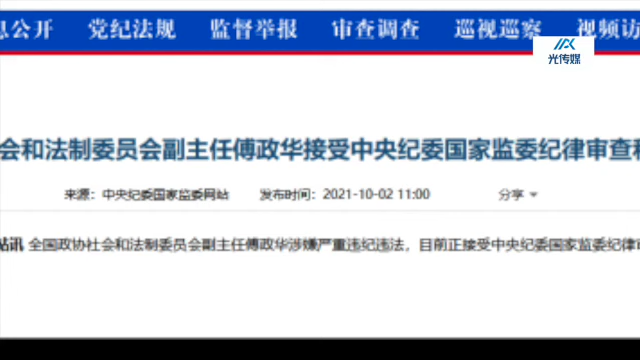 息公开 党纪法规 监督举报 审查调查 巡视巡察 视频访
光传媒
会和法制委员会副主任傅政华接受中央纪委国家监委纪律审查和
来源：中央纪委国家监委网站 发布时间：2021-10-02 11:00 分享
站讯 全国政协社会和法制委员会副主任傅政华涉嫌严重违纪违法，目前正接受中央纪委国家监委纪律审